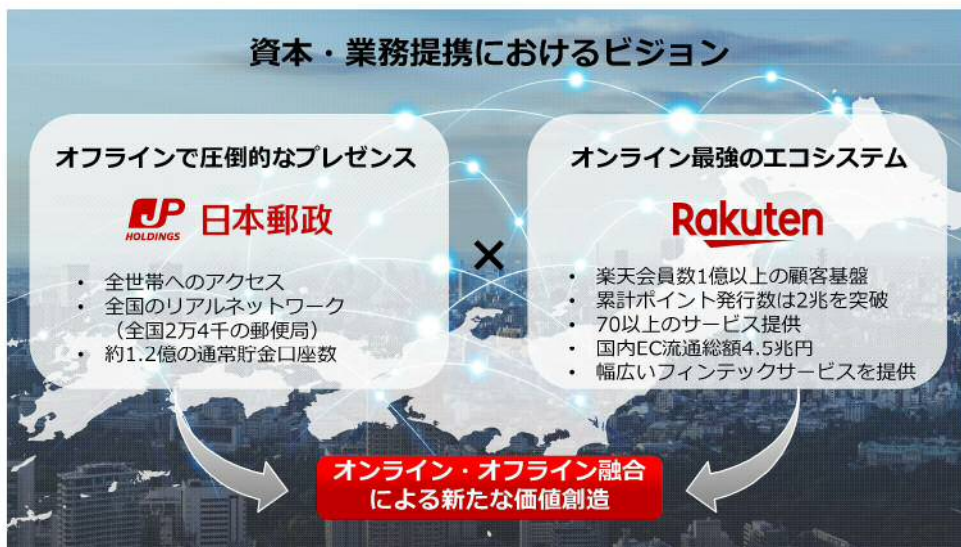 資本・業務提携におけるビジョン
オフラインで圧倒的なプレゼンス
JP
HOLDINGS
日本郵政
• 全世帯へのアクセス
• 全国のリアルネットワーク
（全国2万4千の郵便局）
• 約1.2億の通常貯金口座数
×
オンライン最強のエコシステム
Rakuten
• 楽天会員数1億以上の顧客基盤
• 累計ポイント発行数は2兆を突破
• 70以上のサービス提供
• 国内EC流通総額4.5兆円
• 幅広いフィンテックサービスを提供
オンライン・オフライン融合
による新たな価値創造